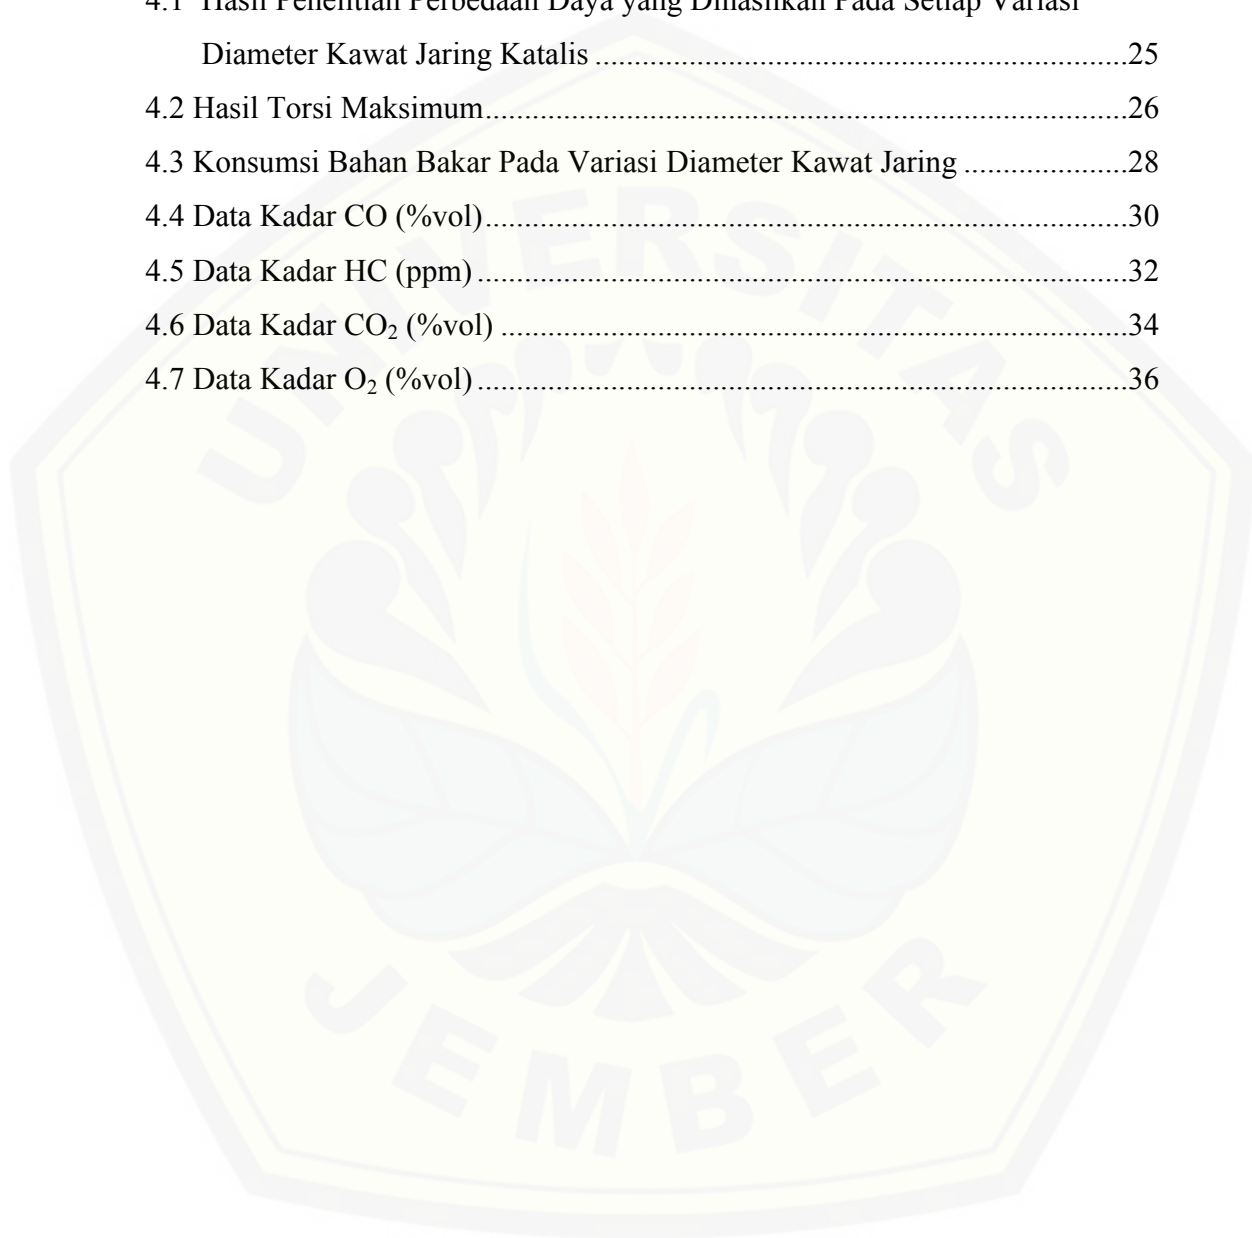 4.1 Hasil Penelitian Perbedaan Daya yang Dihasilkan Pada Setiap Variasi
Diameter Kawat Jaring Katalis ....................................................................25
4.2 Hasil Torsi Maksimum..................................................................................26
4.3 Konsumsi Bahan Bakar Pada Variasi Diameter Kawat Jaring .....................28
4.4 Data Kadar CO (%vol)..................................................................................30
4.5 Data Kadar HC (ppm)...................................................................................32
4.6 Data Kadar CO₂ (%vol) ................................................................................34
4.7 Data Kadar O₂ (%vol)...................................................................................36
UNIVERSITAS
JEMBER